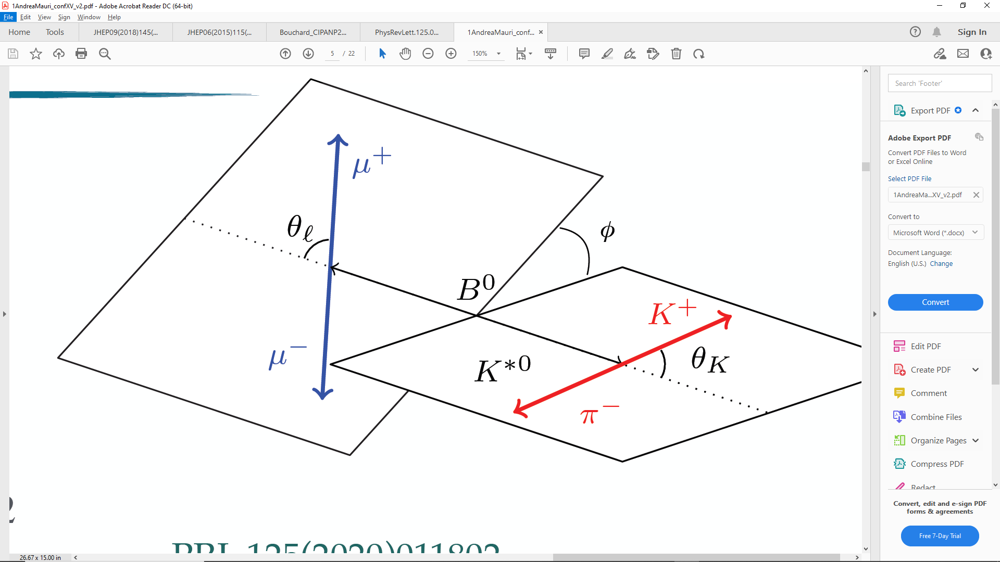 1AndreaMauri_confXV_v2.pdf - Adobe Acrobat Reader DC (64-bit)
File Edit View Sign Window Help
Home Tools JHEP09(2018)145(... JHEP06(2015)115(... Bouchard_CIPANP2... PhysRevLett.125.0... 1AndreaMauri_conf... Sign In
5 / 22 150%
μ+
θℓ
ϕ
B0
K+
μ−
K*0
θK
π−
PRL 125(2020)011802
26.67 x 15.00 in
Search 'Footer'
Export PDF
Adobe Export PDF
Convert PDF Files to Word
or Excel Online
Select PDF File
1AndreaMa...XV_v2.pdf
Convert to
Microsoft Word (*.docx)
Document Language:
English (U.S.) Change
Convert
Edit PDF
Create PDF
Comment
Combine Files
Organize Pages
Compress PDF
Redact
Convert, edit and e-sign PDF
forms & agreements
Free 7-Day Trial